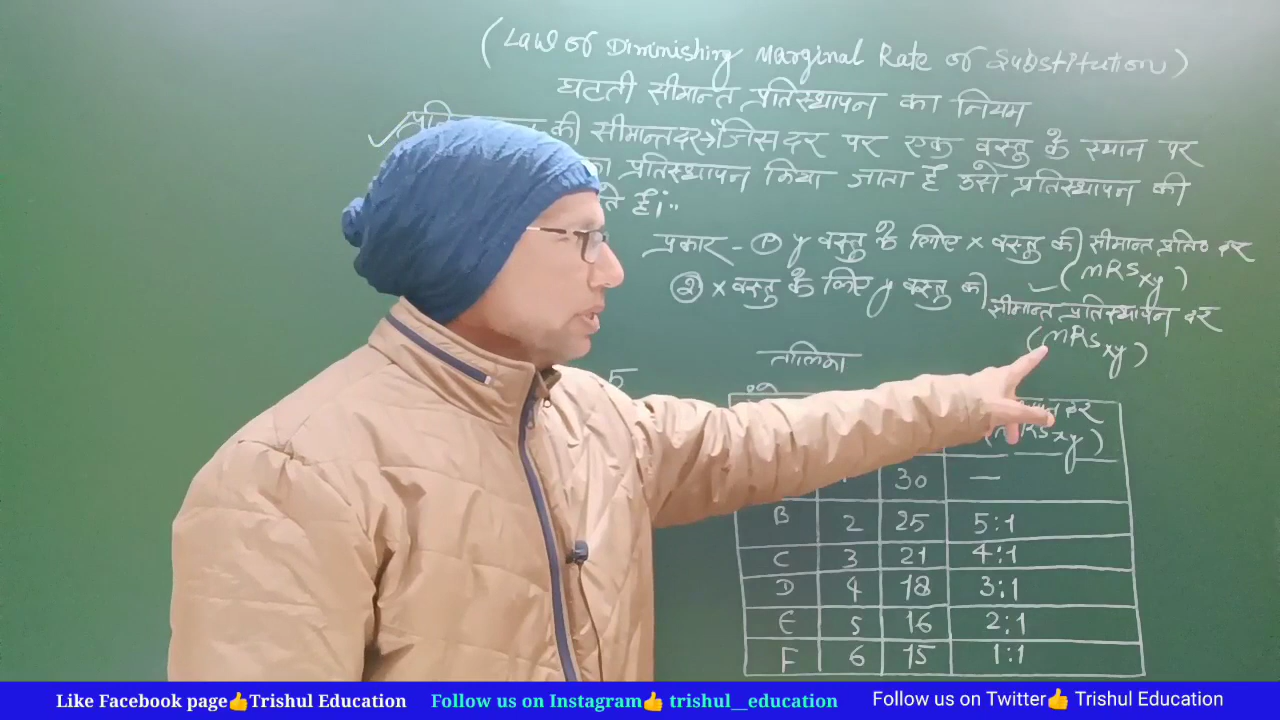 (Law of Diminishing Marginal Rate of Substitution)
घटती सीमान्त प्रतिस्थापन का नियम
की सीमान्तदर→"जिस दर पर एक वस्तु के स्थान पर
का प्रतिस्थापन किया जाता है उसे प्रतिस्थापन की
हैं।"
प्रकार - ① y वस्तु के लिए x वस्तु की सीमान्त प्रति० दर
(MRSxy)
② x वस्तु के लिए y वस्तु की सीमान्त प्रतिस्थापन दर
(MRSxy)
तालिका
5
दर
(MRSxy)
30 —
B 2 25 5:1
C 3 21 4:1
D 4 18 3:1
E 5 16 2:1
F 6 15 1:1
Like Facebook page👍Trishul Education Follow us on Instagram👍 trishul__education Follow us on Twitter👍 Trishul Education